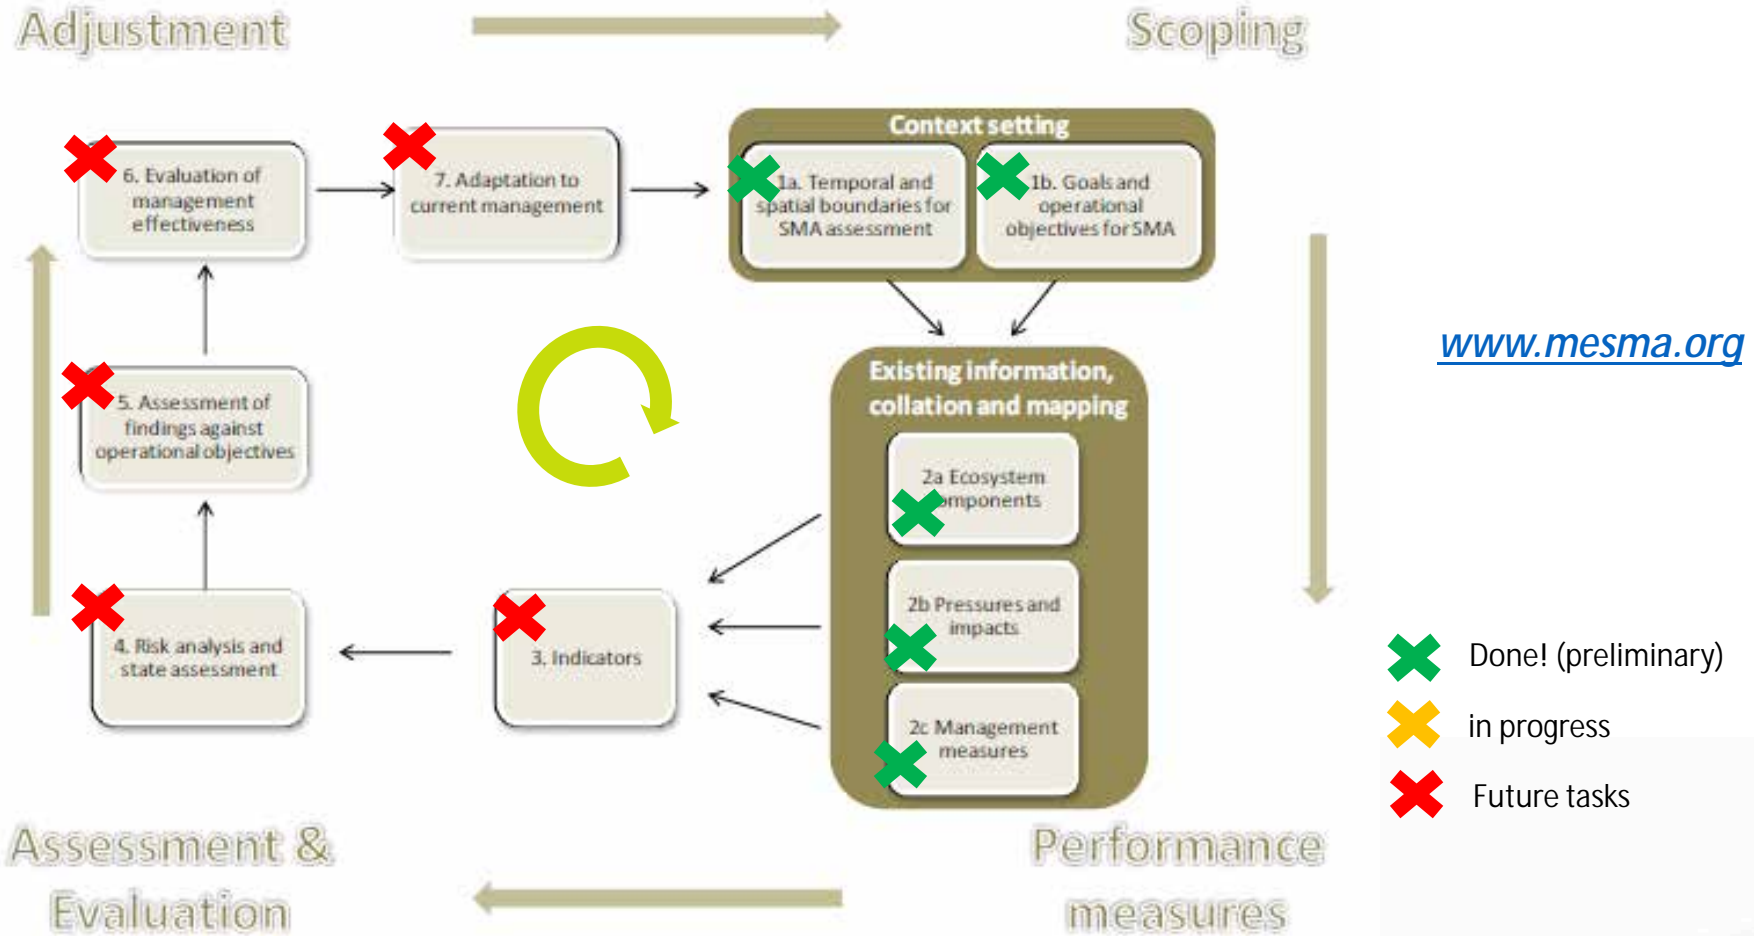 Adjustment
Scoping
Context setting
6. Evaluation of
management
effectiveness
7. Adaptation to
current management
1a. Temporal and
spatial boundaries for
SMA assessment
1b. Goals and
operational
objectives for SMA
www.mesma.org
Existing information,
collation and mapping
5. Assessment of
findings against
operational objectives
2a Ecosystem
components
2b Pressures and
impacts
4. Risk analysis and
state assessment
3. Indicators
2c Management
measures
Done! (preliminary)
in progress
Future tasks
Assessment &
Evaluation
Performance
measures